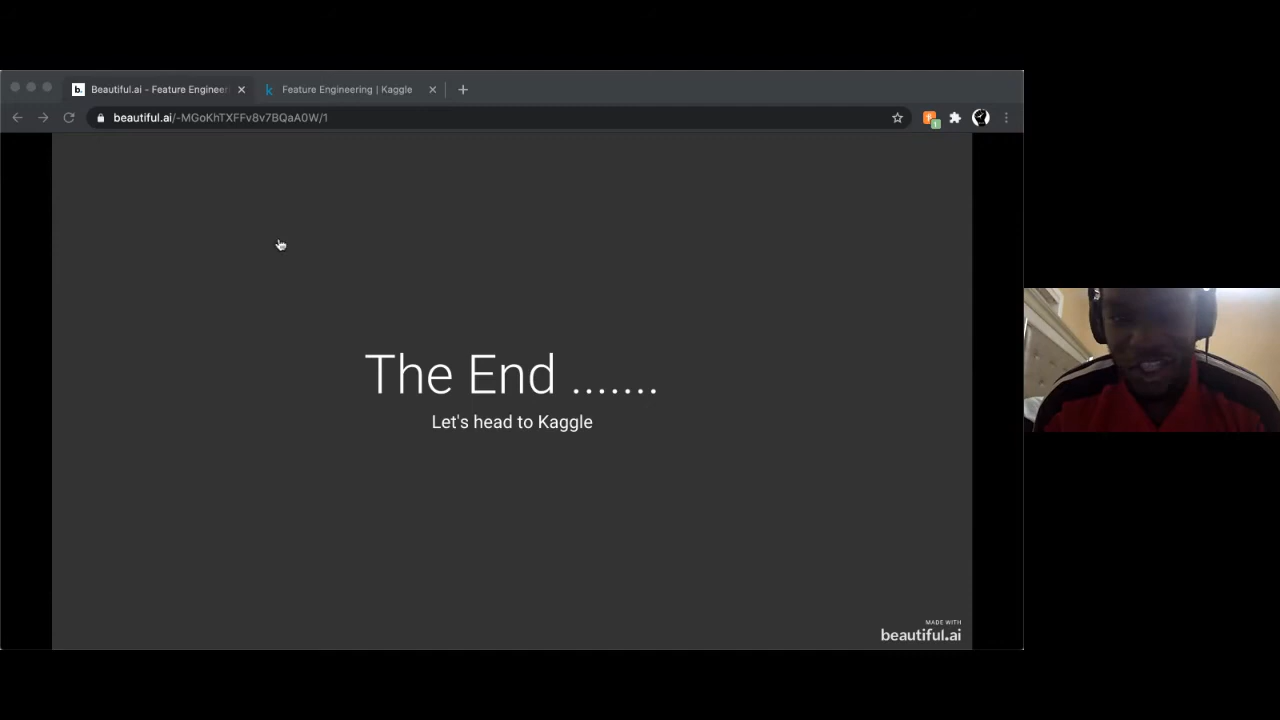 b. Beautiful.ai - Feature Engineer
k Feature Engineering | Kaggle
beautiful.ai/-MGoKhTXFFv8v7BQaA0W/1
1
The End .......
Let's head to Kaggle
MADE WITH
beautiful.ai